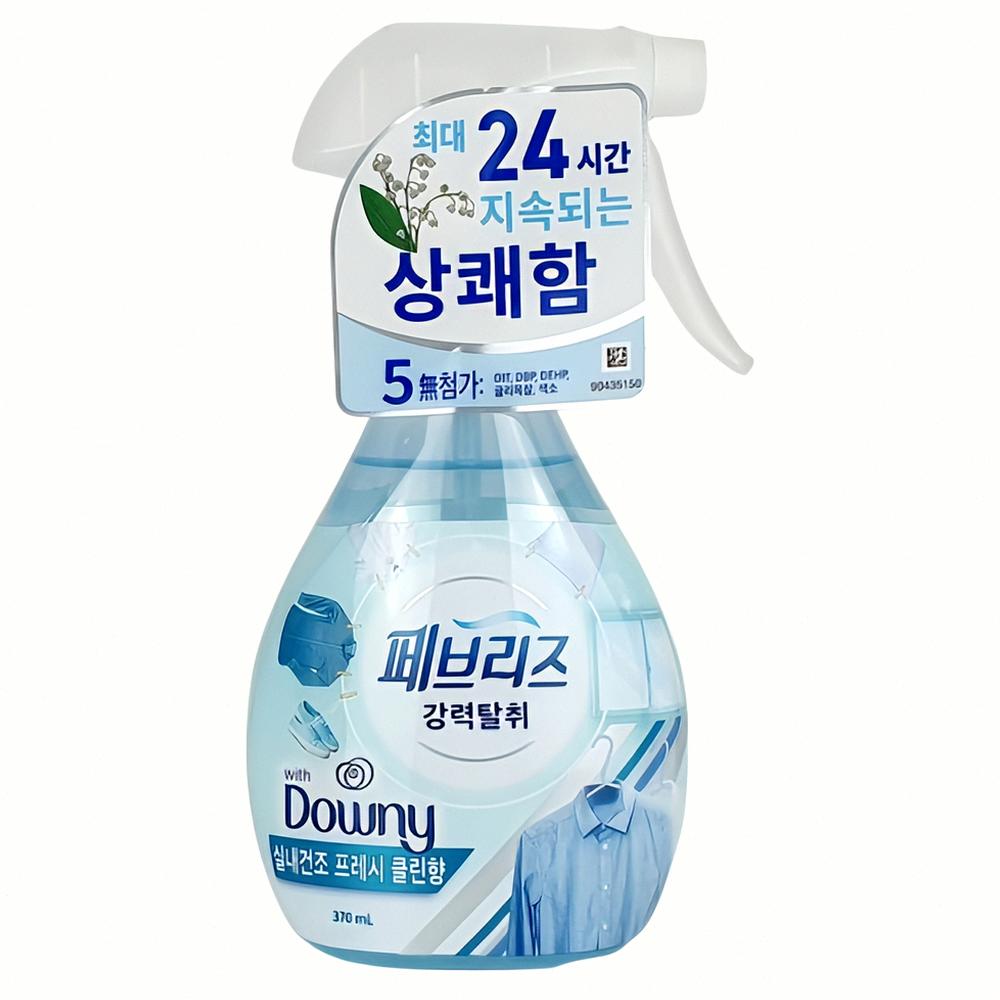 최대 24시간
지속되는
상쾌함
5 無첨가: OIT, DBP, DEHP,
글리옥살, 색소
90435150
페브리즈
강력탈취
with
Downy
실내건조 프레시 클린향
370 mL